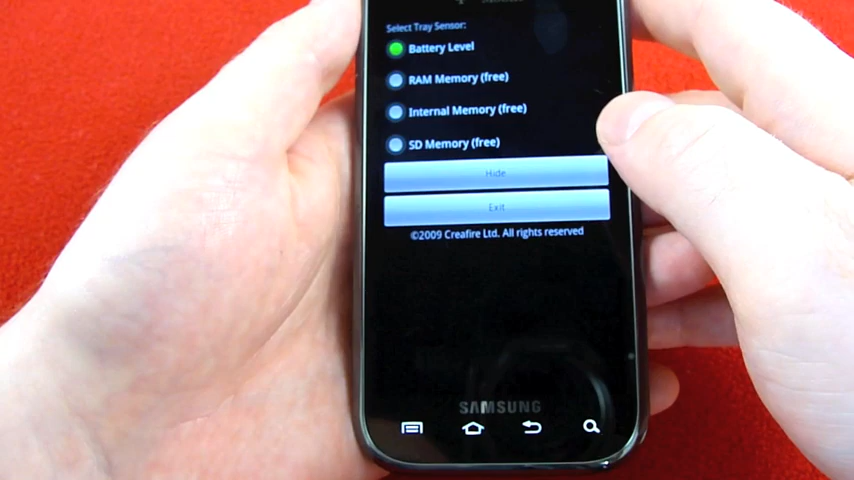 Select Tray Sensor:
Battery Level
RAM Memory (free)
Internal Memory (free)
SD Memory (free)
Hide
Exit
©2009 Creafire Ltd. All rights reserved
SAMSUNG